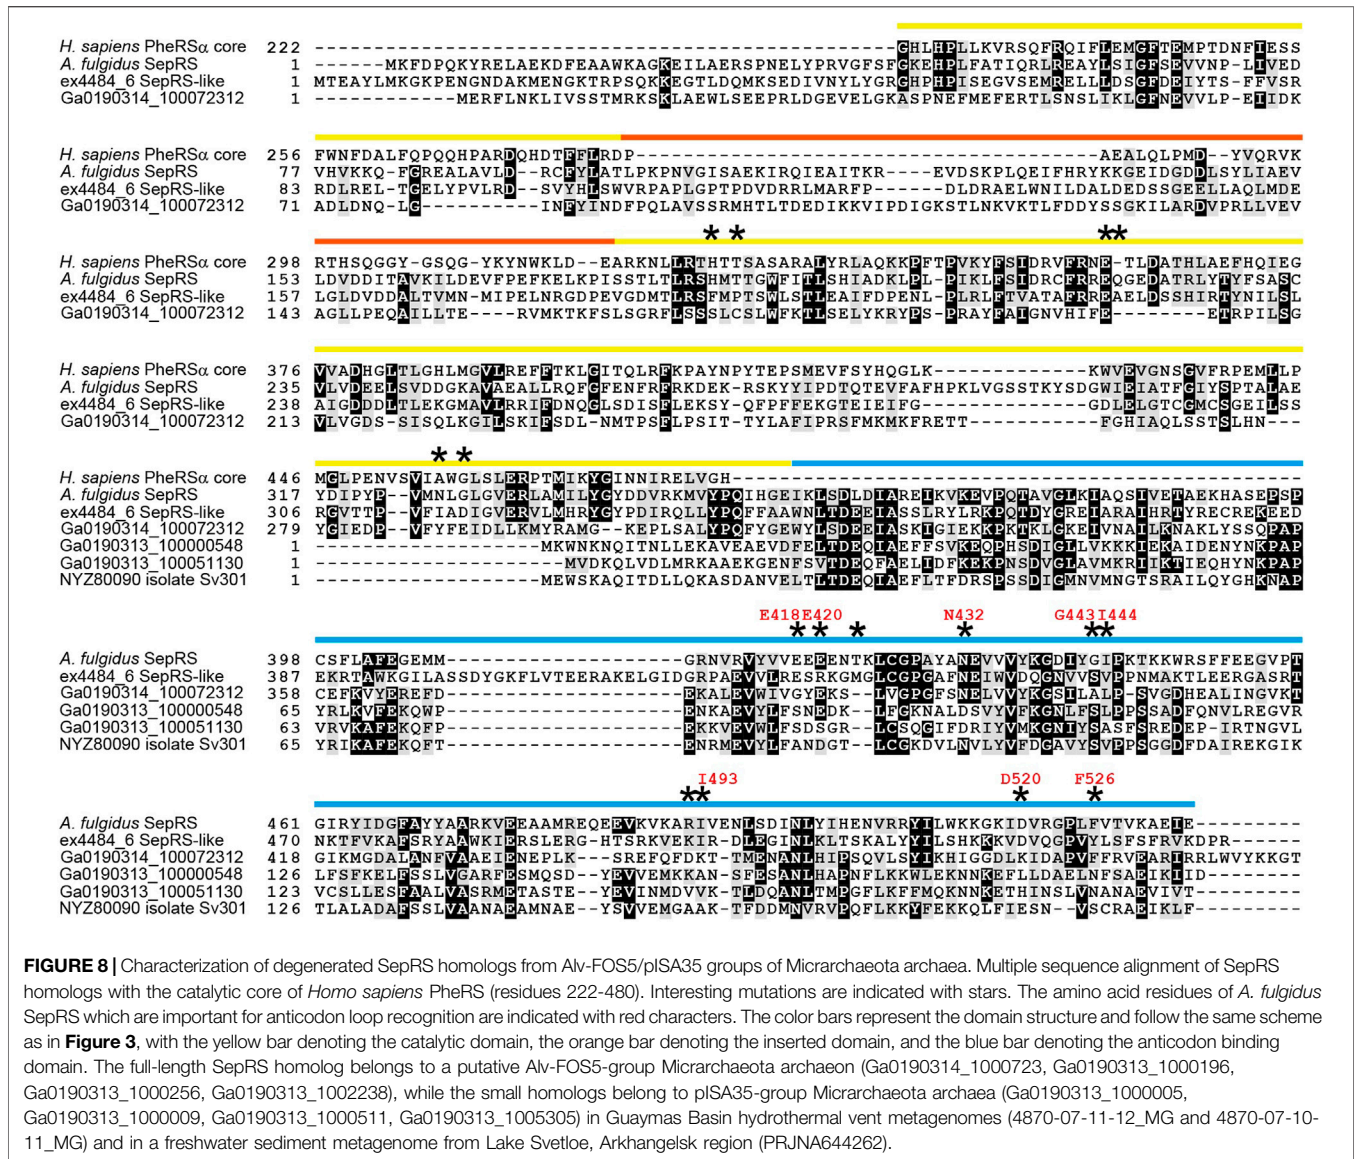 H. sapiens PheRSα core 222 ---------------------------------------------GHLHPLLKVRSQFRQIFLEMGFTEMPTDNFIESS
A. fulgidus SepRS 1 ------MKFDPQKYRELAEKDFEAAWKAGKEILAERSPNELYPRVGFSFGKEHPLFATIQRLREAYLSIGFSEVVNP-LIVED
ex4484_6 SepRS-like 1 MTEAYLMKGKPENGNDAKMENGKTRPSQKKEGTLDQMKSEDIVNYLYGRGHPHPISEGVSEMRELLLDSGFDEIYTS-FFVSR
Ga0190314_100072312 1 -----------MERFLNKLIVSSTMRKSKLAEWLSEEPRLDGEVELGKASPNEFMEFERTLSNSLIKLGFNEVVLP-EIIDK
H. sapiens PheRSα core 256 FWNFDALFQPQQHPARDQHDTFFLRDP-------------------------------------AEALQLPMD--YVQRVK
A. fulgidus SepRS 77 VHVKKQ-FGREALAVLD--RCFYLATLPKPNVGISAEKIRQIEAITKR---EVDSKPLQEIFHRYKKGEIDGDDLSYLIAEV
ex4484_6 SepRS-like 83 RDLREL-TGELYPVLRD--SVYHLSWVRPAPLGPTPDVDRRLMARFP----DLDRAELWNILDALDEDSSGEELLAQLMDE
Ga0190314_100072312 71 ADLDNQ-LG---------INFYINDFPQLAVSSRMHTLTDEDIKKVIPDIGKSTLNKVKTLFDDYSSGKILARDVPRLLVEV
H. sapiens PheRSα core 298 RTHSQGGY-GSQG-YKYNWKLD--EARKNLLRTHTTSASARALYRLAQKKPFTPVKYFSIDRVFRNE-TLDATHLAEFHQIEG
A. fulgidus SepRS 153 LDVDDITAVKILDEVFPEFKELKPISSTLTLRSHMTTGWFITLSHIADKLPL-PIKLFSIDRCFRREQGEDATRLYTYFSASC
ex4484_6 SepRS-like 157 LGLDVDDALTVMN-MIPELNRGDPEVGDMTLRSFMPTSWLSTLEAIFDPENL-PLRLFTVATAFRREAELDSSHIRTYNILSL
Ga0190314_100072312 143 AGLLPEQAILLTE----RVMKTKFSLSGRFLSSSLCSLWFKTLSELYKRYPS-PRAYFAIGNVHIFE--------ETRPILSG
H. sapiens PheRSα core 376 VVADHGLTLGHLMGVLREFFTKLGITQLRFKPAYNPYTEPSMEVFSYHQGLK------------KWVEVGNSGVFRPEMLLP
A. fulgidus SepRS 235 VLVDEELSVDDGKAVAEALLRQFGFENFRFRKDEK-RSKYYIPDTQTEVFAFHPKLVGSSTKYSDGWIEIATFGIYSPTALAE
ex4484_6 SepRS-like 238 AIGDDDLTLEKGMAVLRRIFDNQGLSDISFLEKSY-QFPFFEKGTEIEIFG-------------GDLELGTCGMCSGEILSS
Ga0190314_100072312 213 VLVGDS-SISQLKGILSKIFSDL-NMTPSFLPSIT-TYLAFIPRSFMKMKFRETT----------FGHIAQLSSTSLHN---
H. sapiens PheRSα core 446 MGLPENVSVIAWGLSLERPTMIKYGINNIRELVGH---------------------------------------------
A. fulgidus SepRS 317 YDIPYP--VMNLGLGVERLAMILYGYDDVRKMVYPQIHGEIKLSDLDIAREIKVKEVPQTAVGLKIAQSIVETAEKHASEPSP
ex4484_6 SepRS-like 306 RGVTTP--VFIADIGVERVLMHRYGYPDIRQLLYPQFFAAWNLTDEEIASSLRYLRKPQTDYGREIARAIHRTYRECREKEED
Ga0190314_100072312 279 YGIEDP--VFYFEIDLLKMYRAMG--KEPLSALYPQFYGEWYLSDEEIASKIGIEKKPKTKLGKEIVNAILKNAKLYSSQPAP
Ga0190313_100000548 1 -----------------MKWNKNQITNLLEKAVEAEVDFELTDEQIAEFFSVKEQPHSDIGLLVKKKIEKAIDENYNKPAP
Ga0190313_100051130 1 -------------------MVDKQLVDLMRKAAEKGENFSVTDEQFAELIDFKEKPNSDVGLAVMKRIIKTIEQHYNKPAP
NYZ80090 isolate Sv301 1 -----------------MEWSKAQITDLLQKASDANVELTLTDEQIAEFLTFDRSPSSDIGMNVMNGTSRAILQYGHKNAP
E418E420 N432 G443I444
A. fulgidus SepRS 398 CSFLAFEGEMM-------------------GRNVRVYVVEEEENTKLCGPAYANEVVVYKGDIYGIPKTKKWRSFFEEGVPT
ex4484_6 SepRS-like 387 EKRTAWKGILASSDYGKFLVTEERAKELGIDGRPAEVVLRESRKGMGLCGPGAFNEIWVDQGNVVSVPPNMAKTLEERGASRT
Ga0190314_100072312 358 CEFKVYEREFD-------------------EKALEVWIVGYEKS--LVGPGFSNELVVYKGSILALP-SVGDHEALINGVKT
Ga0190313_100000548 65 YRLKVFEKQWP-------------------ENKAEVYLFSNEDK--LFGKNALDSVYVFKGNLFSLPPSSADFQNVLRSGVR
Ga0190313_100051130 63 VRVKAFEKQFP-------------------EKKVEVWLFSDSGR--LCSQGIFDRIYVMKGNIYSASFSREDEP-IRTNGVL
NYZ80090 isolate Sv301 65 YRIKAFEKQFT-------------------ENRMEVYLFANDGT--LCGKDVLNVLYVFDGAVYSVPPSGGDFDAIREKGIK
I493 D520 F526
A. fulgidus SepRS 461 GIRYIDGFAYYAARKVEEAAMREQEEVKVKARIVENLSDINLYIHENVRRYILWKKGKIDVRGPLFVTVKAEIE---------
ex4484_6 SepRS-like 470 NKTFVKAFSRYAAWKIERSLERG-HTSRKVEKIR-DLEGINLKLTSKALYYILSHKKKVDVQGPVYLSFSFRVKDPR------
Ga0190314_100072312 418 GIKMGDALANFVAAEIENEPLK---SREFQFDKT-TMENANLHIPSQVLSYIKHIGGDLKIDAPVFFRVEARIRRLWVYKKGT
Ga0190313_100000548 126 LFSFKELFSSLVGARFESMQSD--YEVVEMKKAN-SFESANLHAPNFLKKWLEKNNKEFLLDAELNFSAEIKIID--------
Ga0190313_100051130 123 VCSLLESFAALVASRMETASTE--YEVINMDVVK-TLDQANLTMPGFLKFFMQKNNKETHINSLVNANAEVIVT---------
NYZ80090 isolate Sv301 126 TLALADAFSSLVAANAEAMNAE--YSVVEMGAAK-TFDDMNVRVPQFLKKYFEKKQLFIESN--VSCRAEIKLF---------
FIGURE 8 | Characterization of degenerated SepRS homologs from Alv-FOS5/pISA35 groups of Micrarchaeota archaea. Multiple sequence alignment of SepRS
homologs with the catalytic core of Homo sapiens PheRS (residues 222-480). Interesting mutations are indicated with stars. The amino acid residues of A. fulgidus
SepRS which are important for anticodon loop recognition are indicated with red characters. The color bars represent the domain structure and follow the same scheme
as in Figure 3, with the yellow bar denoting the catalytic domain, the orange bar denoting the inserted domain, and the blue bar denoting the anticodon binding
domain. The full-length SepRS homolog belongs to a putative Alv-FOS5-group Micrarchaeota archaeon (Ga0190314_1000723, Ga0190313_1000196,
Ga0190313_1000256, Ga0190313_1002238), while the small homologs belong to pISA35-group Micrarchaeota archaea (Ga0190313_1000005,
Ga0190313_1000009, Ga0190313_1000511, Ga0190313_1005305) in Guaymas Basin hydrothermal vent metagenomes (4870-07-11-12_MG and 4870-07-10-
11_MG) and in a freshwater sediment metagenome from Lake Svetloe, Arkhangelsk region (PRJNA644262).